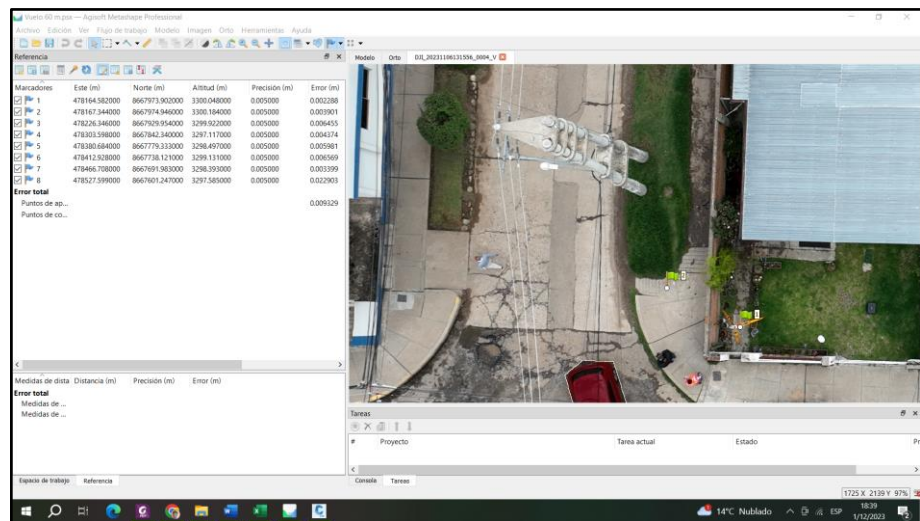 Vuelo 60 m.psx — Agisoft Metashape Professional
Archivo Edición Ver Flujo de trabajo Modelo Imagen Orto Herramientas Ayuda
Referencia
Modelo Orto DJI_20231108131556_0004_V
Marcadores Este (m) Norte (m) Altitud (m) Precisión (m) Error (m)
1 478164.582000 8667973.902000 3300.048000 0.005000 0.002288
2 478167.344000 8667974.946000 3300.184000 0.005000 0.003901
3 478226.346000 8667929.954000 3299.922000 0.005000 0.006455
4 478303.598000 8667842.340000 3297.117000 0.005000 0.004374
5 478380.684000 8667779.333000 3298.497000 0.005000 0.005981
6 478412.928000 8667738.121000 3299.131000 0.005000 0.006569
7 478466.708000 8667691.983000 3298.393000 0.005000 0.003399
8 478527.599000 8667601.247000 3297.585000 0.005000 0.022903
Error total
Puntos de ap... 0.009329
Puntos de co...
Medidas de dista Distancia (m) Precisión (m) Error (m)
Error total
Medidas de ...
Medidas de ...
Tareas
# Proyecto Tarea actual Estado Pr
Espacio de trabajo Referencia
Consola Tareas
1725 X 2139 Y 97%
14°C Nublado ESP 18:39
1/12/2023